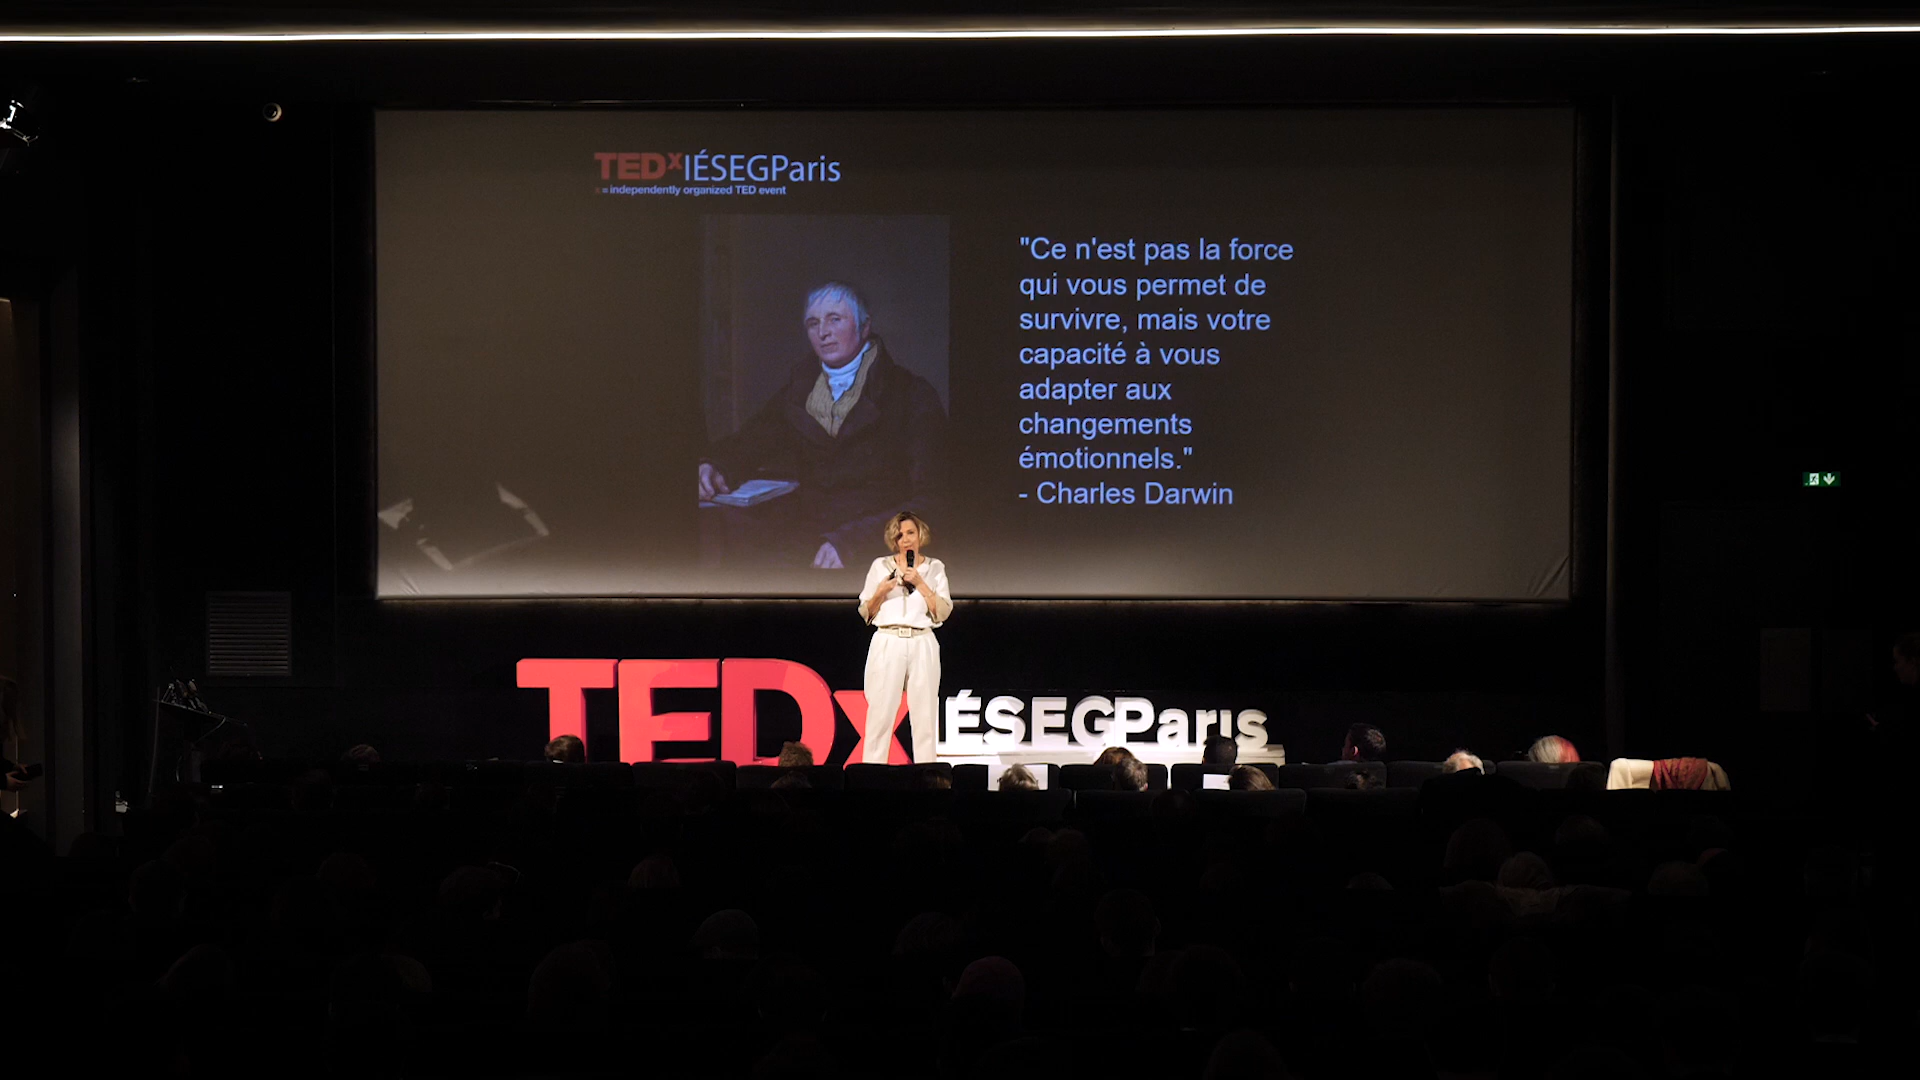 TEDxIÉSEGParis
x = independently organized TED event
"Ce n'est pas la force
qui vous permet de
survivre, mais votre
capacité à vous
adapter aux
changements
émotionnels."
- Charles Darwin
TEDxIÉSEGParis